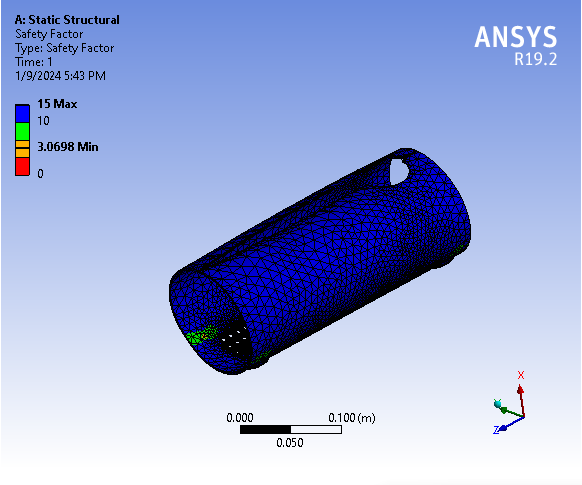 A: Static Structural
Safety Factor
Type: Safety Factor
Time: 1
1/9/2024 5:43 PM
ANSYS
R19.2
15 Max
10
3.0698 Min
0
0.000
0.100 (m)
0.050
X
Y
Z